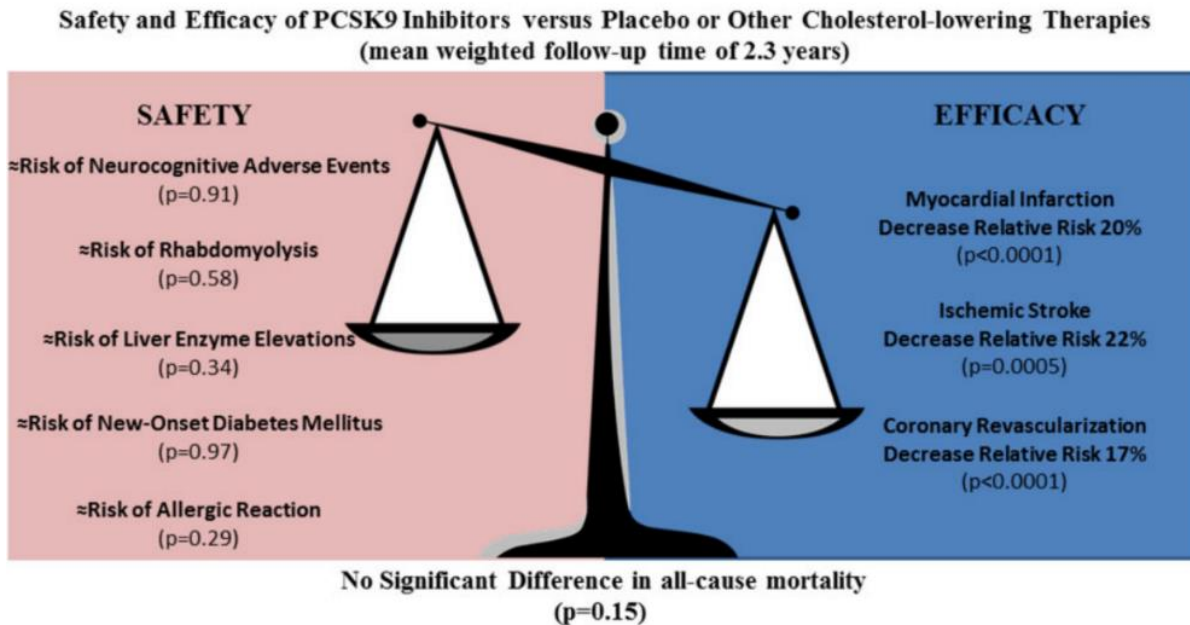 Safety and Efficacy of PCSK9 Inhibitors versus Placebo or Other Cholesterol-lowering Therapies
(mean weighted follow-up time of 2.3 years)
SAFETY
≈Risk of Neurocognitive Adverse Events
(p=0.91)
≈Risk of Rhabdomyolysis
(p=0.58)
≈Risk of Liver Enzyme Elevations
(p=0.34)
≈Risk of New-Onset Diabetes Mellitus
(p=0.97)
≈Risk of Allergic Reaction
(p=0.29)
EFFICACY
Myocardial Infarction
Decrease Relative Risk 20%
(p<0.0001)
Ischemic Stroke
Decrease Relative Risk 22%
(p=0.0005)
Coronary Revascularization
Decrease Relative Risk 17%
(p<0.0001)
No Significant Difference in all-cause mortality
(p=0.15)